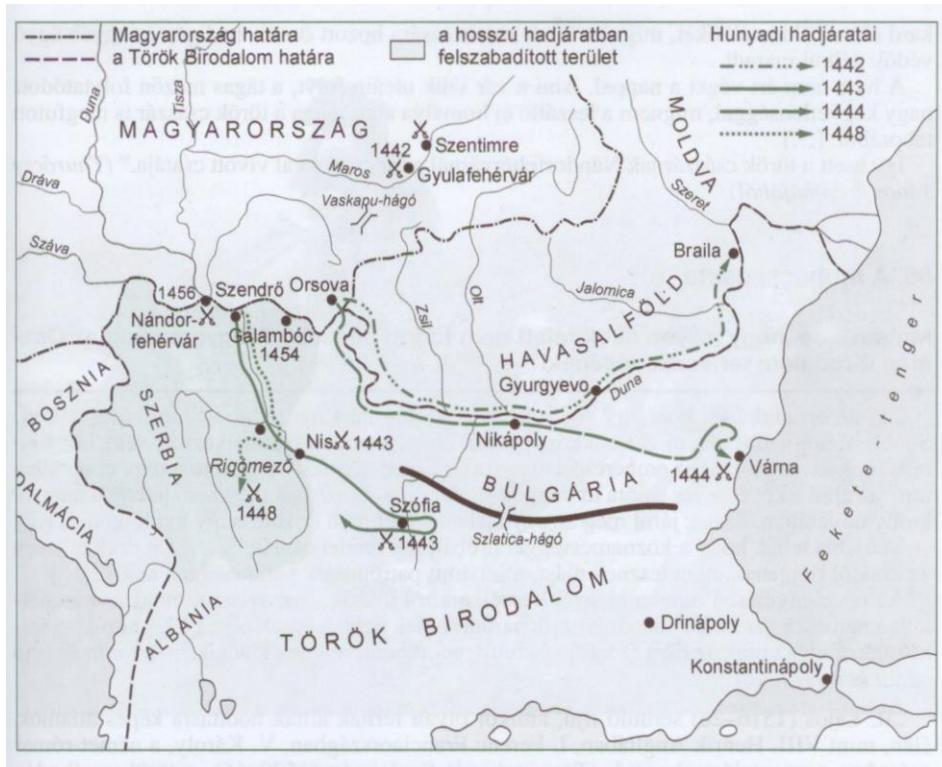 Magyarország határa
a Török Birodalom határa
a hosszú hadjáratban
felszabadított terület
Hunyadi hadjáratai
1442
1443
1444
1448
Duna
Tisza
MAGYARORSZÁG
MOLDVA
1442
Szentimre
Maros
Gyulafehérvár
Dráva
Vaskapu-hágó
Szeret
Száva
Braila
1456
Szendrő
Orsova
Jalomica
Nándor-
fehérvár
Galambóc
1454
Zsil
Olt
HAVASALFÖLD
Fekete-tenger
BOSZNIA
SZERBIA
Gyurgyevo
Duna
Nikápoly
Nis
1443
Rigómező
BULGÁRIA
Várna
1444
DALMÁCIA
1448
Szófia
1443
Szlatica-hágó
ALBÁNIA
TÖRÖK BIRODALOM
Drinápoly
Konstantinápoly